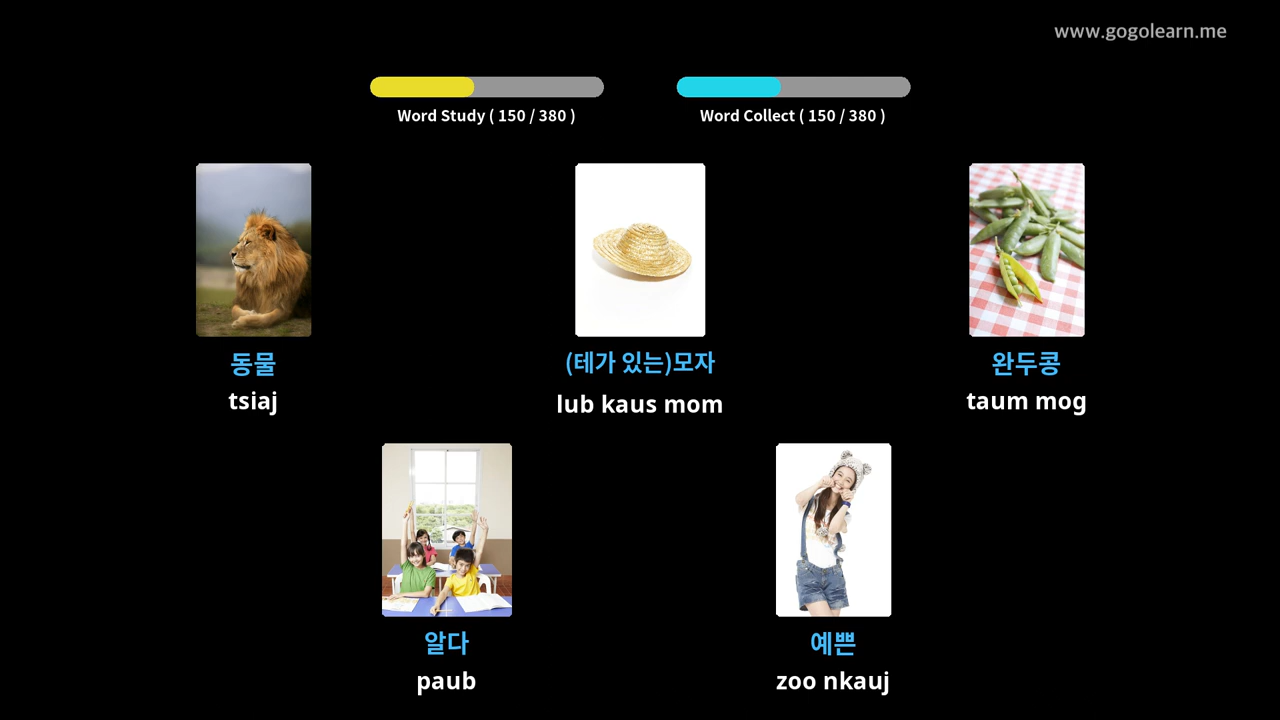 www.gogolearn.me
Word Study ( 150 / 380 )
Word Collect ( 150 / 380 )
동물
tsiaj
(테가 있는)모자
lub kaus mom
완두콩
taum mog
알다
paub
예쁜
zoo nkauj